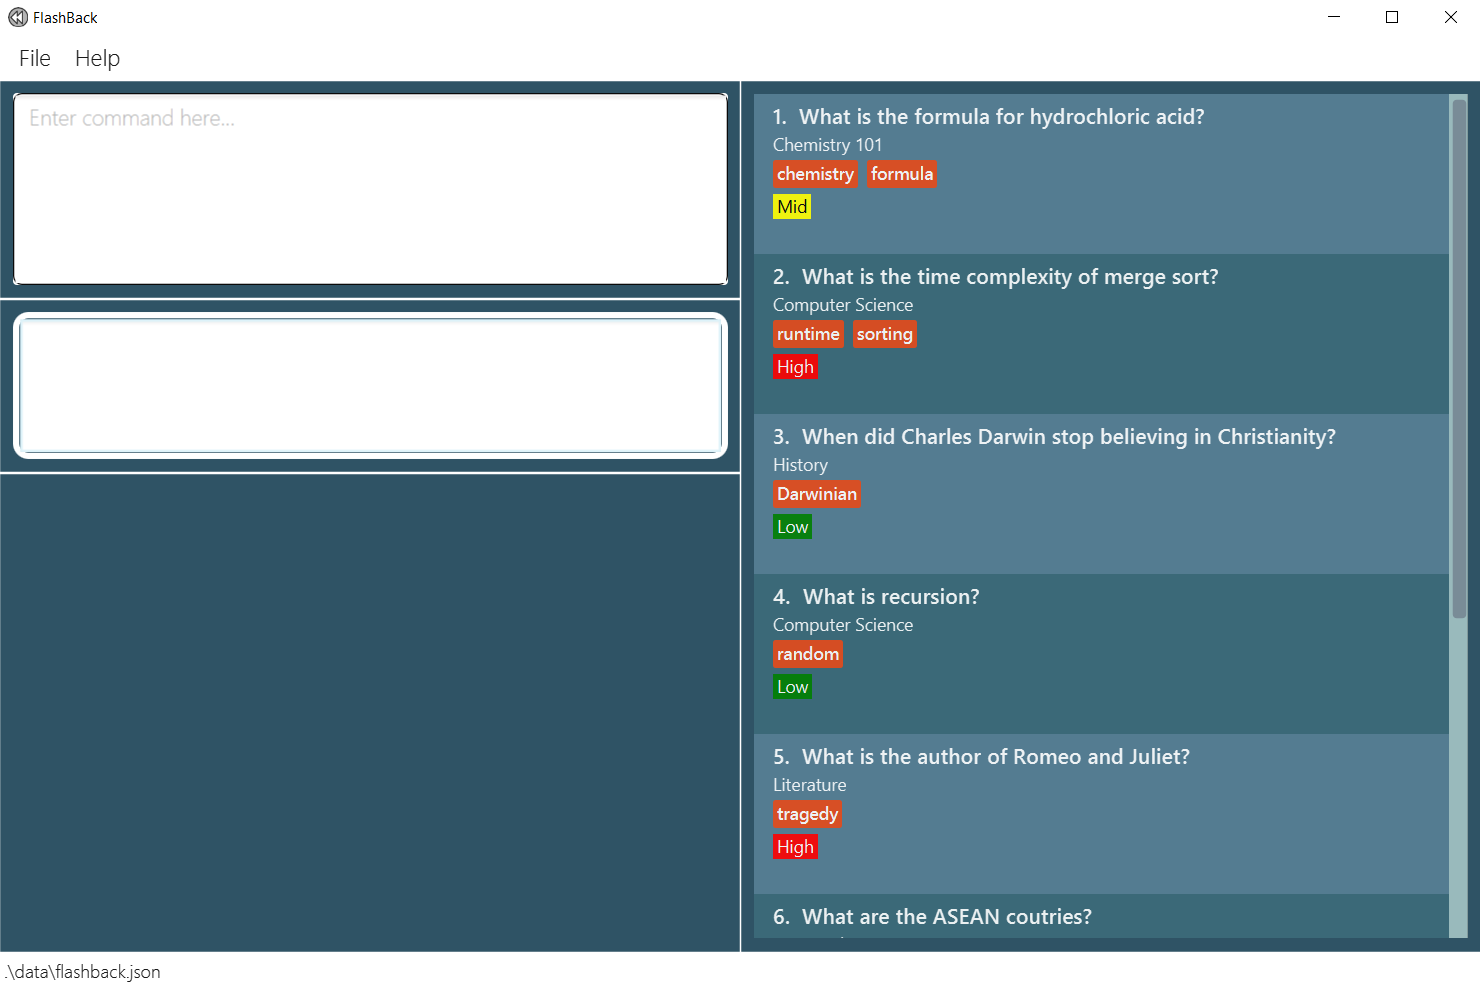 FlashBack
File Help
Enter command here...
1. What is the formula for hydrochloric acid?
Chemistry 101
chemistry formula
Mid
2. What is the time complexity of merge sort?
Computer Science
runtime sorting
High
3. When did Charles Darwin stop believing in Christianity?
History
Darwinian
Low
4. What is recursion?
Computer Science
random
Low
5. What is the author of Romeo and Juliet?
Literature
tragedy
High
6. What are the ASEAN coutries?
.\data\flashback.json